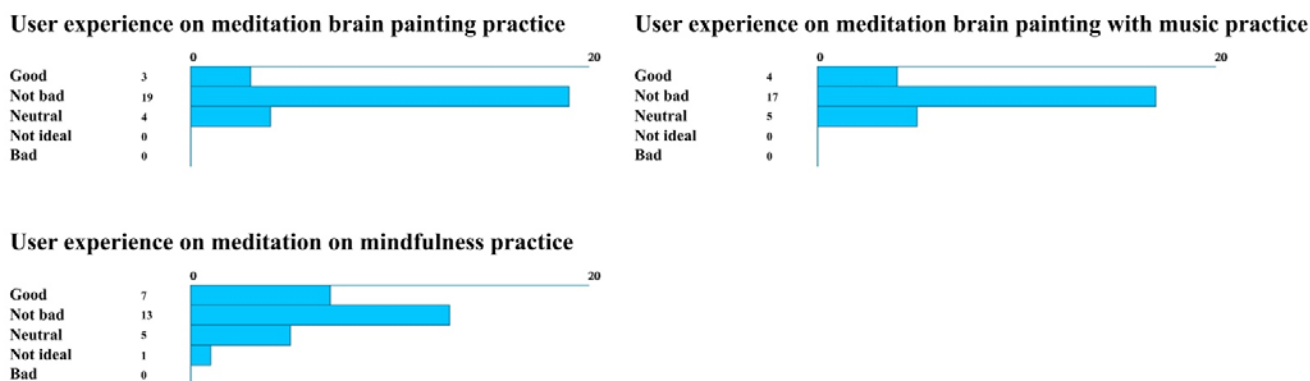 User experience on meditation brain painting practice
0 20
Good 3
Not bad 19
Neutral 4
Not ideal 0
Bad 0
User experience on meditation brain painting with music practice
0 20
Good 4
Not bad 17
Neutral 5
Not ideal 0
Bad 0
User experience on meditation on mindfulness practice
0 20
Good 7
Not bad 13
Neutral 5
Not ideal 1
Bad 0